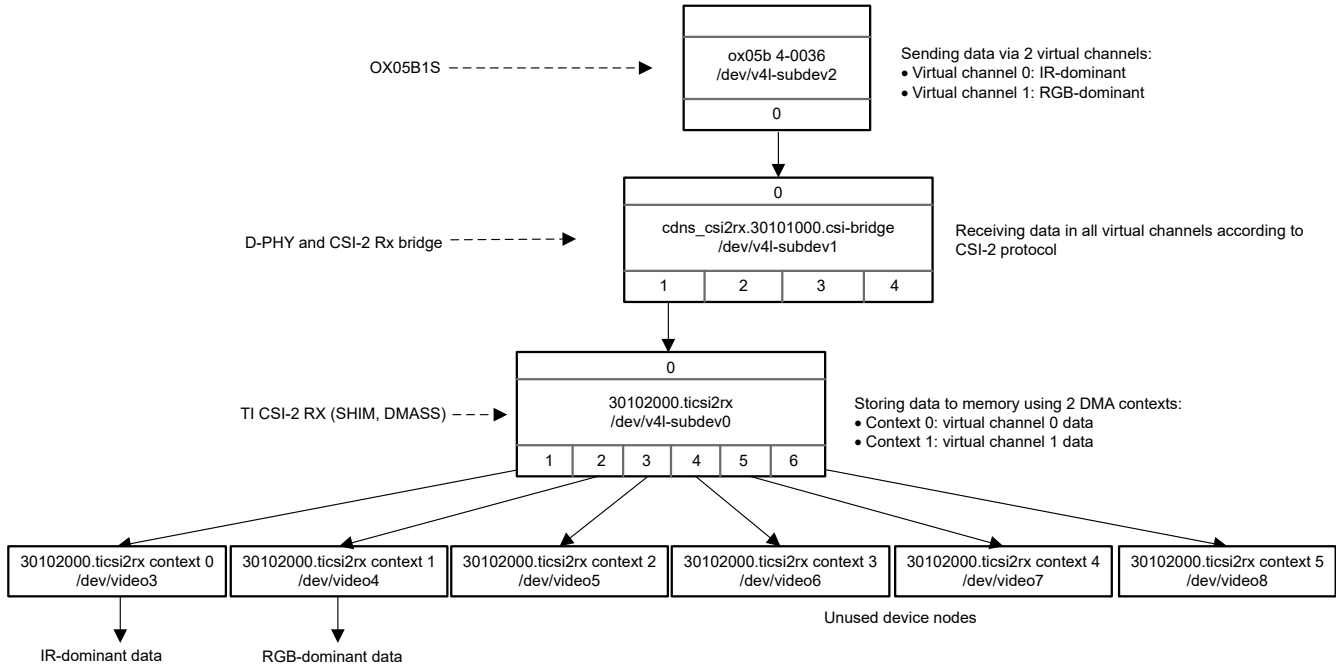 ox05b 4-0036
/dev/v4l-subdev2
0
OX05B1S
Sending data via 2 virtual channels:
• Virtual channel 0: IR-dominant
• Virtual channel 1: RGB-dominant
0
cdns_csi2rx.30101000.csi-bridge
/dev/v4l-subdev1
1 2 3 4
D-PHY and CSI-2 Rx bridge
Receiving data in all virtual channels according to
CSI-2 protocol
0
30102000.ticsi2rx
/dev/v4l-subdev0
1 2 3 4 5 6
TI CSI-2 RX (SHIM, DMASS)
Storing data to memory using 2 DMA contexts:
• Context 0: virtual channel 0 data
• Context 1: virtual channel 1 data
30102000.ticsi2rx context 0
/dev/video3
30102000.ticsi2rx context 1
/dev/video4
30102000.ticsi2rx context 2
/dev/video5
30102000.ticsi2rx context 3
/dev/video6
30102000.ticsi2rx context 4
/dev/video7
30102000.ticsi2rx context 5
/dev/video8
Unused device nodes
IR-dominant data
RGB-dominant data